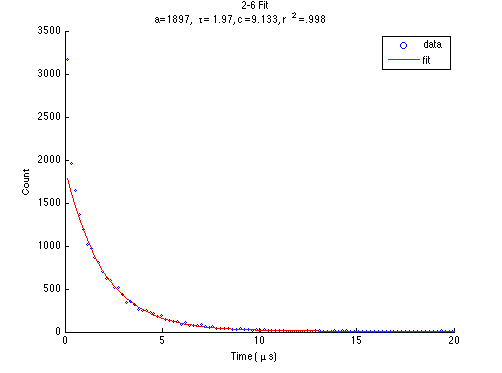 2-6 Fit
a=1897, τ= 1.97, c=9.133, r ²=.998
3500
3000
2500
2000
1500
1000
500
0
Count
data
fit
0 5 10 15 20
Time ( μ s)